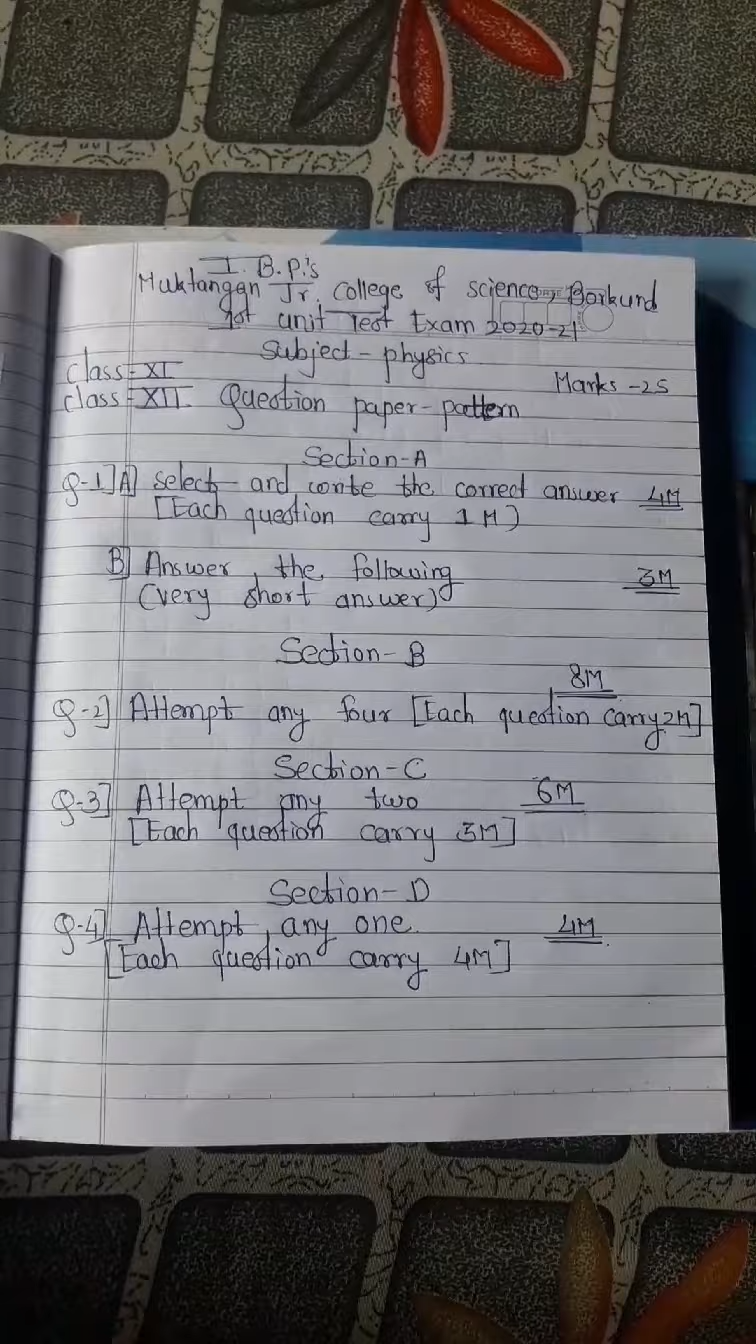 I. B. P.'s
Muktangan Jr. College of science, Borkund
Ist unit Test Exam 2020-21
Subject - physics
class - XI
Marks - 25
class - XII Question paper - pattern
Section - A
Q-1] A] select and write the correct answer 4M
[Each question carry 1M)
B] Answer the following 3M
(very short answer)
Section - B
8M
Q-2] Attempt any four [Each question carry 2M]
Section - C
Q-3] Attempt any two 6M
[Each question carry 3M]
Section - D
Q-4] Attempt any one. 4M
[Each question carry 4M]